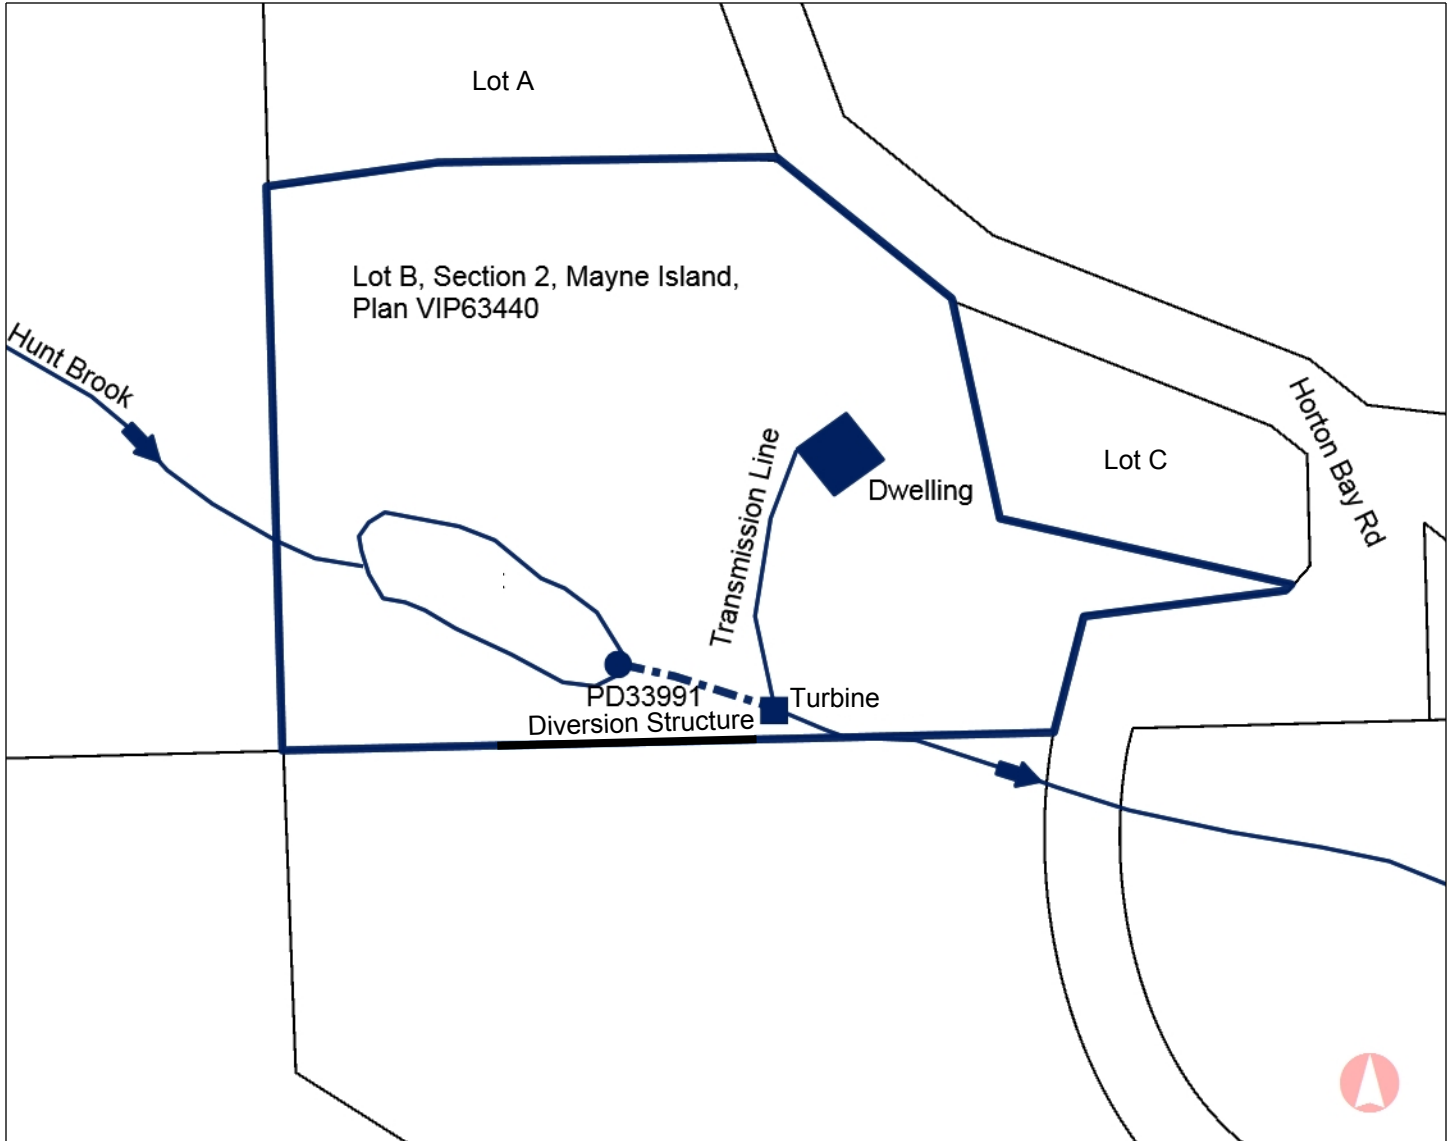 Lot A
Lot B, Section 2, Mayne Island,
Plan VIP63440
Hunt Brook
Horton Bay Rd
Lot C
Transmission Line
Dwelling
PD33991
Turbine
Diversion Structure